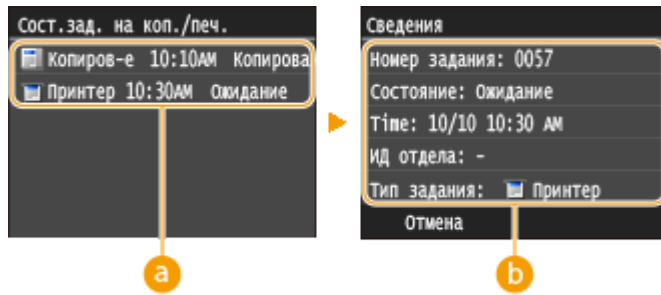 Сост.зад. на коп./печ.
Копиров-е 10:10AM Копирова
Принтер 10:30AM Ожидание
a
Сведения
Номер задания: 0057
Состояние: Ожидание
Time: 10/10 10:30 AM
ИД отдела: -
Тип задания: Принтер
Отмена
b